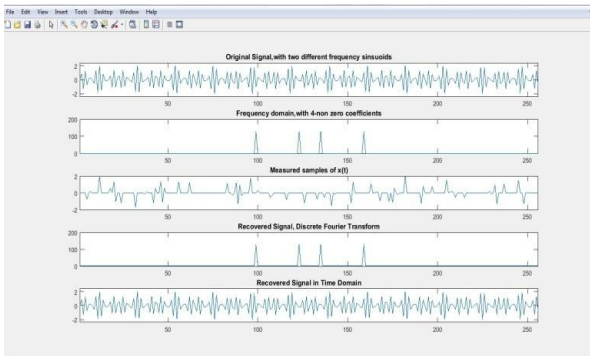 File Edit View Insert Tools Desktop Window Help
Original Signal,with two different frequency sinsuoids
2
0
-2
50 100 150 200 250
Frequency domain,with 4-non zero coefficients
200
100
0
50 100 150 200 250
Measured samples of x(t)
2
0
-2
50 100 150 200 250
Recovered Signal, Discrete Fourier Transform
200
100
0
50 100 150 200 250
Recovered Signal in Time Domain
2
0
-2
50 100 150 200 250